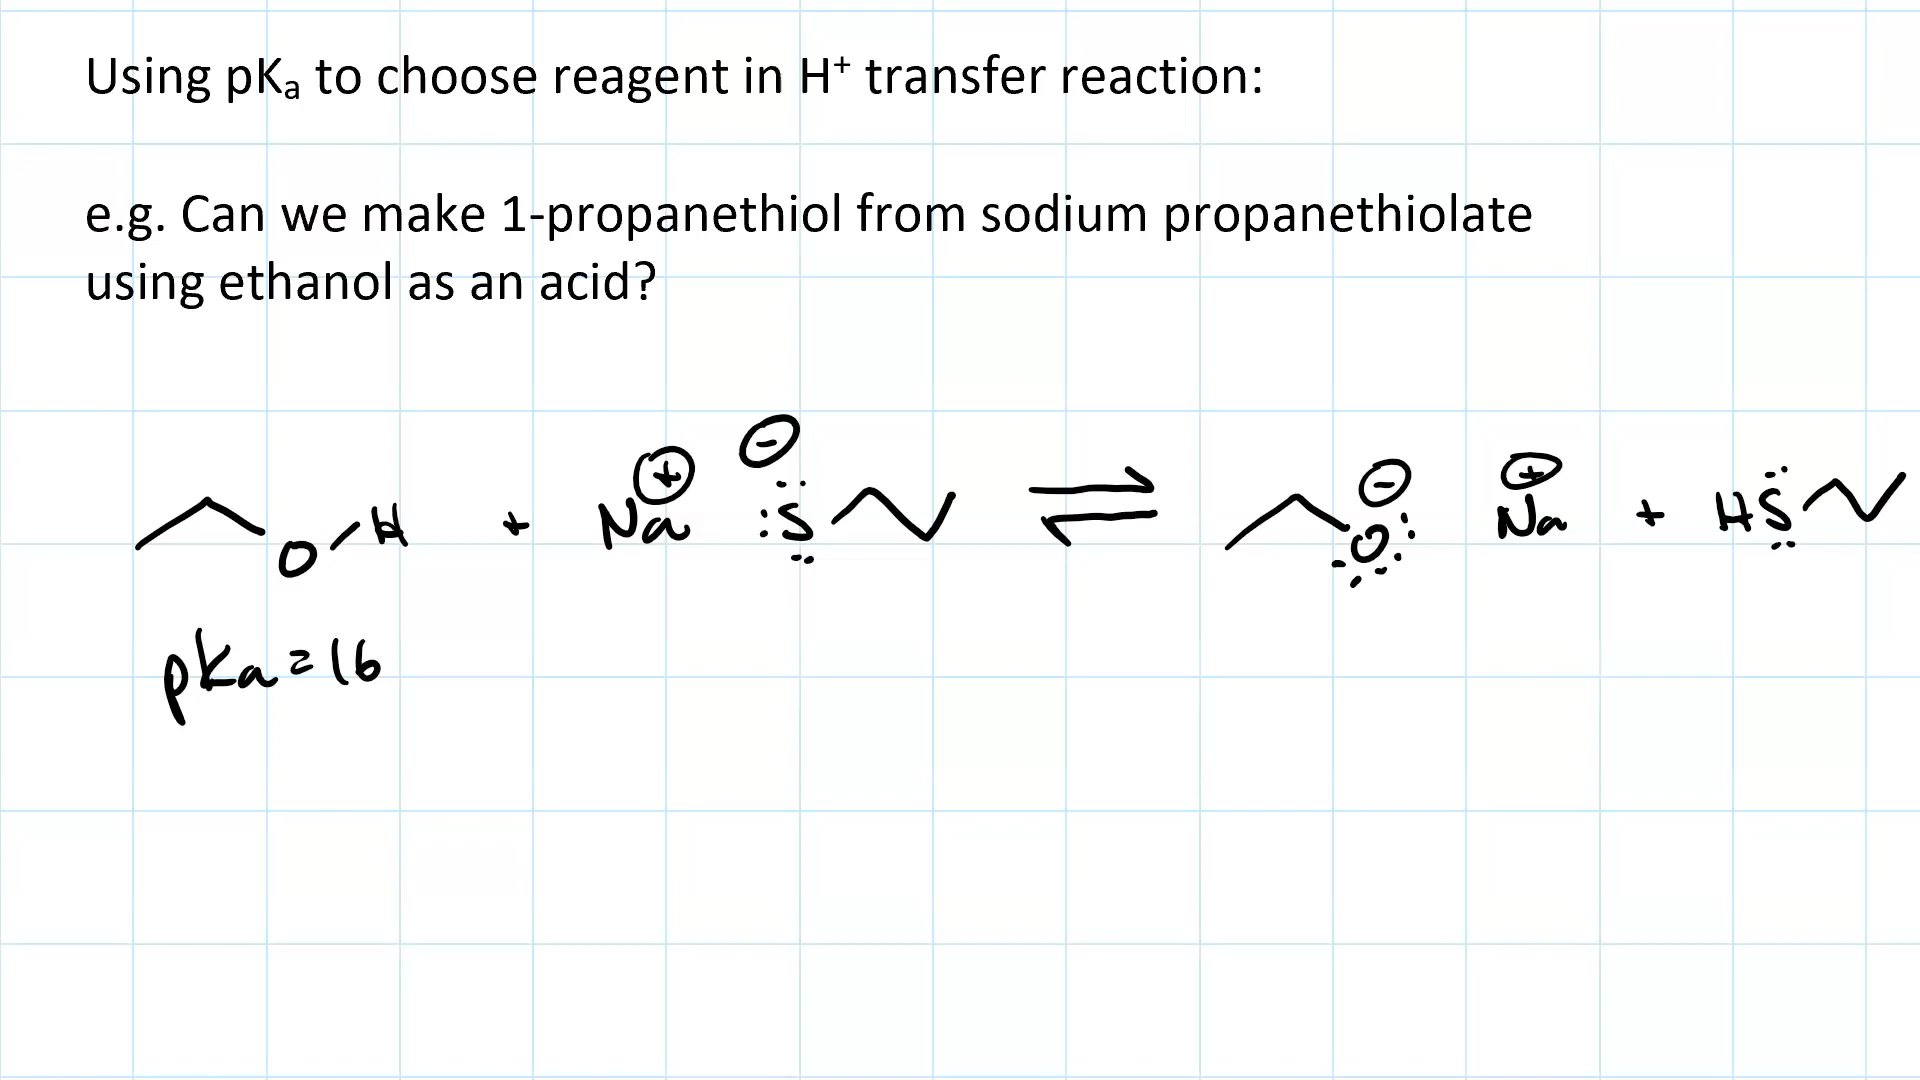 Using pKₐ to choose reagent in H⁺ transfer reaction:
e.g. Can we make 1-propanethiol from sodium propanethiolate
using ethanol as an acid?
O-H + Na⊕ :S̈⊖ ⇌ O⊖ Na⊕ + HS
pKa=16